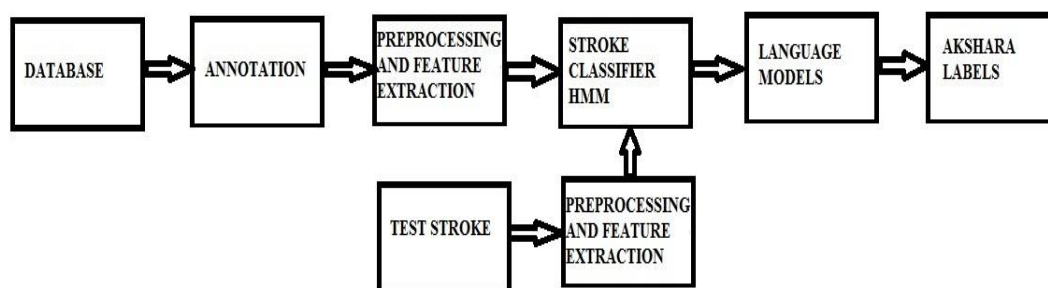 DATABASE
ANNOTATION
PREPROCESSING
AND FEATURE
EXTRACTION
STROKE
CLASSIFIER
HMM
LANGUAGE
MODELS
AKSHARA
LABELS
TEST STROKE
PREPROCESSING
AND FEATURE
EXTRACTION